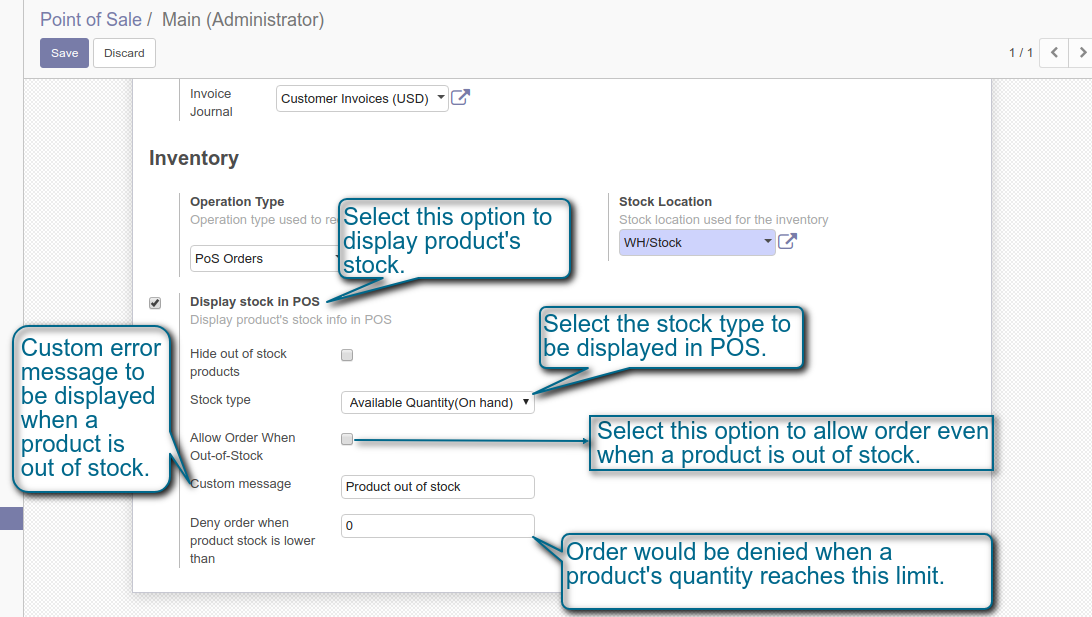 Point of Sale / Main (Administrator)
Save Discard
1 / 1
Invoice
Journal
Customer Invoices (USD)
Inventory
Operation Type
Operation type used to re
PoS Orders
Stock Location
Stock location used for the inventory
WH/Stock
Select this option to
display product's
stock.
Display stock in POS
Display product's stock info in POS
Select the stock type to
be displayed in POS.
Custom error
message to
be displayed
when a
product is
out of stock.
Hide out of stock
products
Stock type
Available Quantity(On hand)
Allow Order When
Out-of-Stock
Select this option to allow order even
when a product is out of stock.
Custom message
Product out of stock
Deny order when
product stock is lower
than
0
Order would be denied when a
product's quantity reaches this limit.